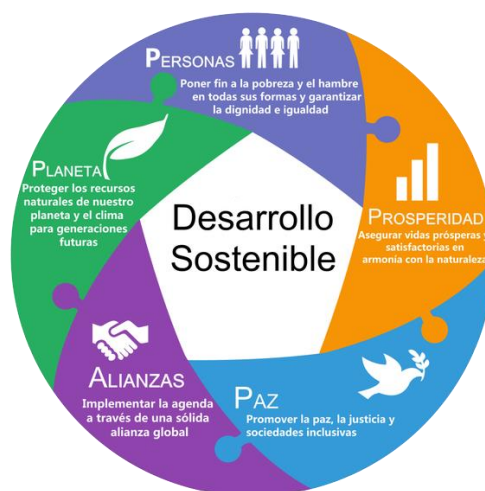 PERSONAS
Poner fin a la pobreza y el hambre
en todas sus formas y garantizar
la dignidad e igualdad
PROSPERIDAD
Asegurar vidas prósperas y
satisfactorias en
armonía con la naturaleza
PAZ
Promover la paz, la justicia y
sociedades inclusivas
ALIANZAS
Implementar la agenda
a través de una sólida
alianza global
PLANETA
Proteger los recursos
naturales de nuestro
planeta y el clima
para generaciones
futuras
Desarrollo
Sostenible